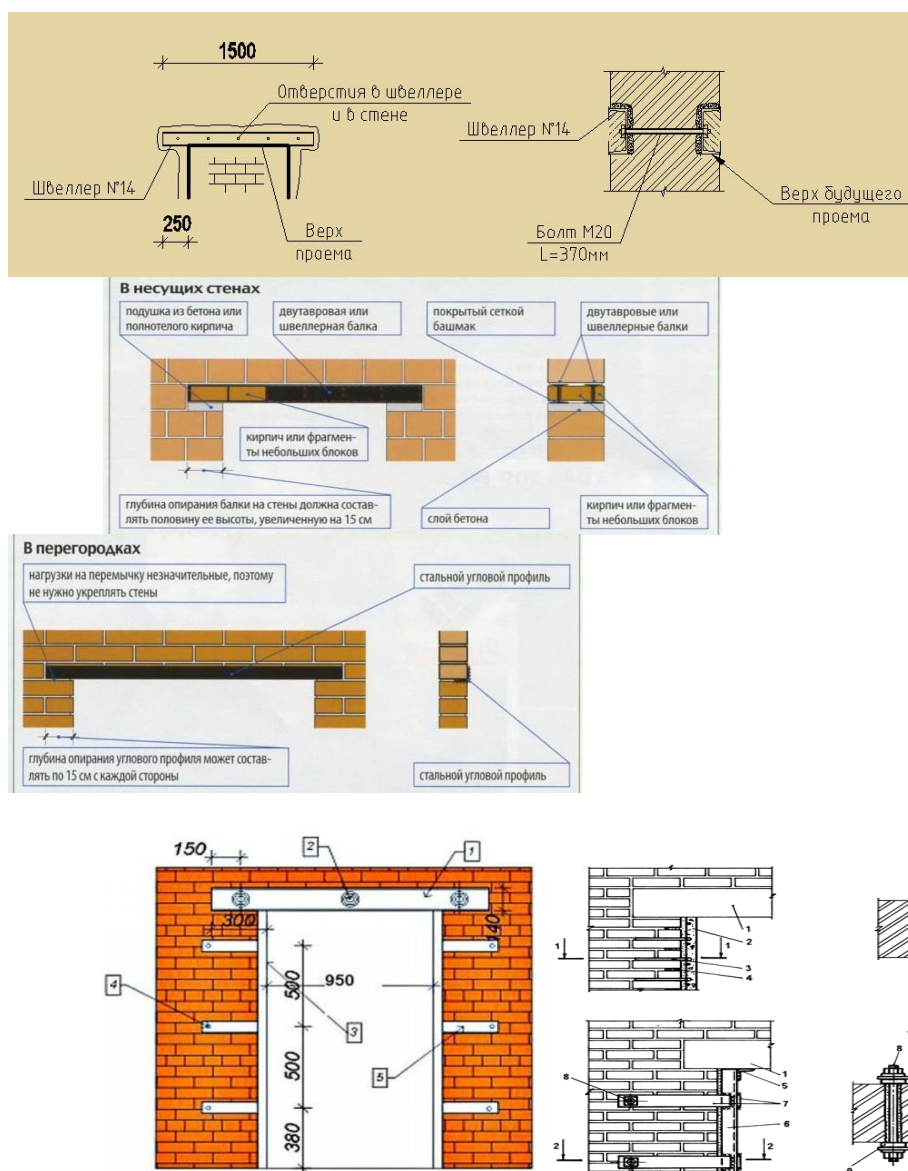 1500
Отверстия в швеллере
и в стене
Швеллер №14
250
Верх
проема
Швеллер №14
Болт М20
L=370мм
Верх будущего
проема
В несущих стенах
подушка из бетона или
полнотелого кирпича
двутавровая или
швеллерная балка
покрытый сеткой
башмак
двутавровые или
швеллерные балки
кирпич или фрагмен-
ты небольших блоков
глубина опирания балки на стены должна состав-
лять половину ее высоты, увеличенную на 15 см
слой бетона
кирпич или фрагмен-
ты небольших блоков
В перегородках
нагрузки на перемычку незначительные, поэтому
не нужно укреплять стены
стальной угловой профиль
глубина опирания углового профиля может состав-
лять по 15 см с каждой стороны
стальной угловой профиль
150
2
1
300
140
500
950
4
3
500
5
380
1
2
1
1
3
4
8
1
5
7
6
2
2
8